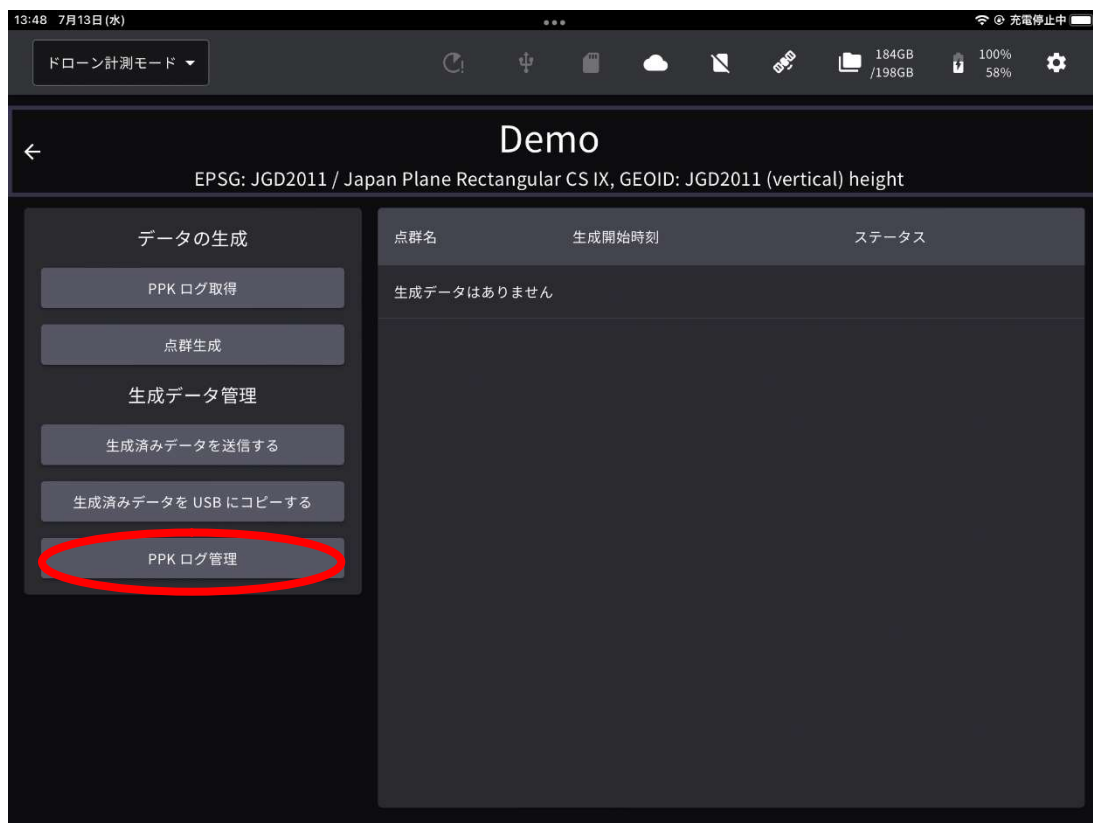 13:48 7月13日(水)
充電停止中
ドローン計測モード
184GB
/198GB
100%
58%
Demo
EPSG: JGD2011 / Japan Plane Rectangular CS IX, GEOID: JGD2011 (vertical) height
データの生成
PPK ログ取得
点群生成
生成データ管理
生成済みデータを送信する
生成済みデータを USB にコピーする
PPK ログ管理
点群名 生成開始時刻 ステータス
生成データはありません